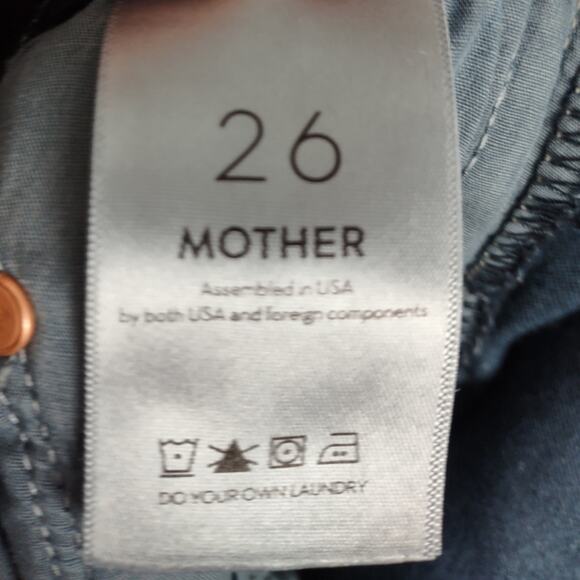 26
MOTHER
Assembled in USA
by both USA and foreign components
DO YOUR OWN LAUNDRY